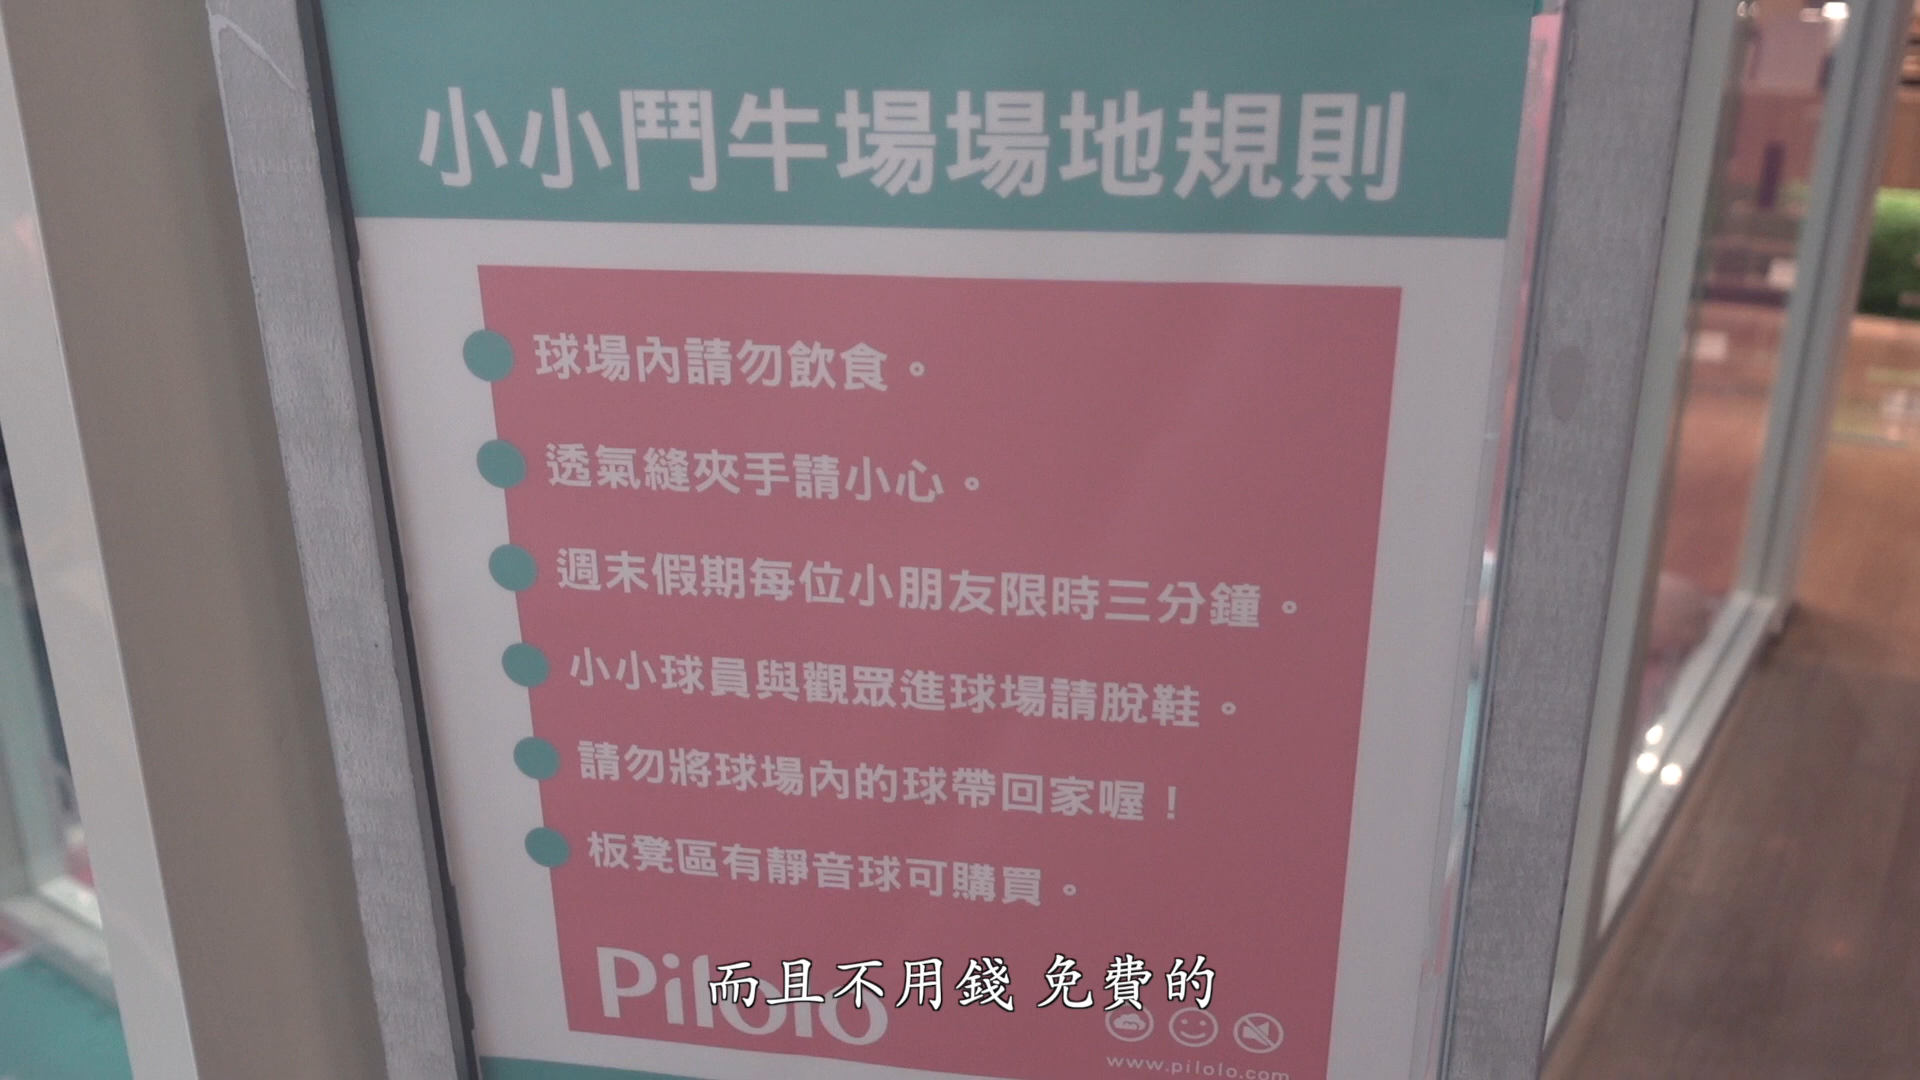 小小鬥牛場場地規則
球場內請勿飲食。
透氣縫夾手請小心。
週末假期每位小朋友限時三分鐘。
小小球員與觀眾進球場請脫鞋。
請勿將球場內的球帶回家喔！
板凳區有靜音球可購買。
Pilolo
而且不用錢 免費的
www.pilolo.com